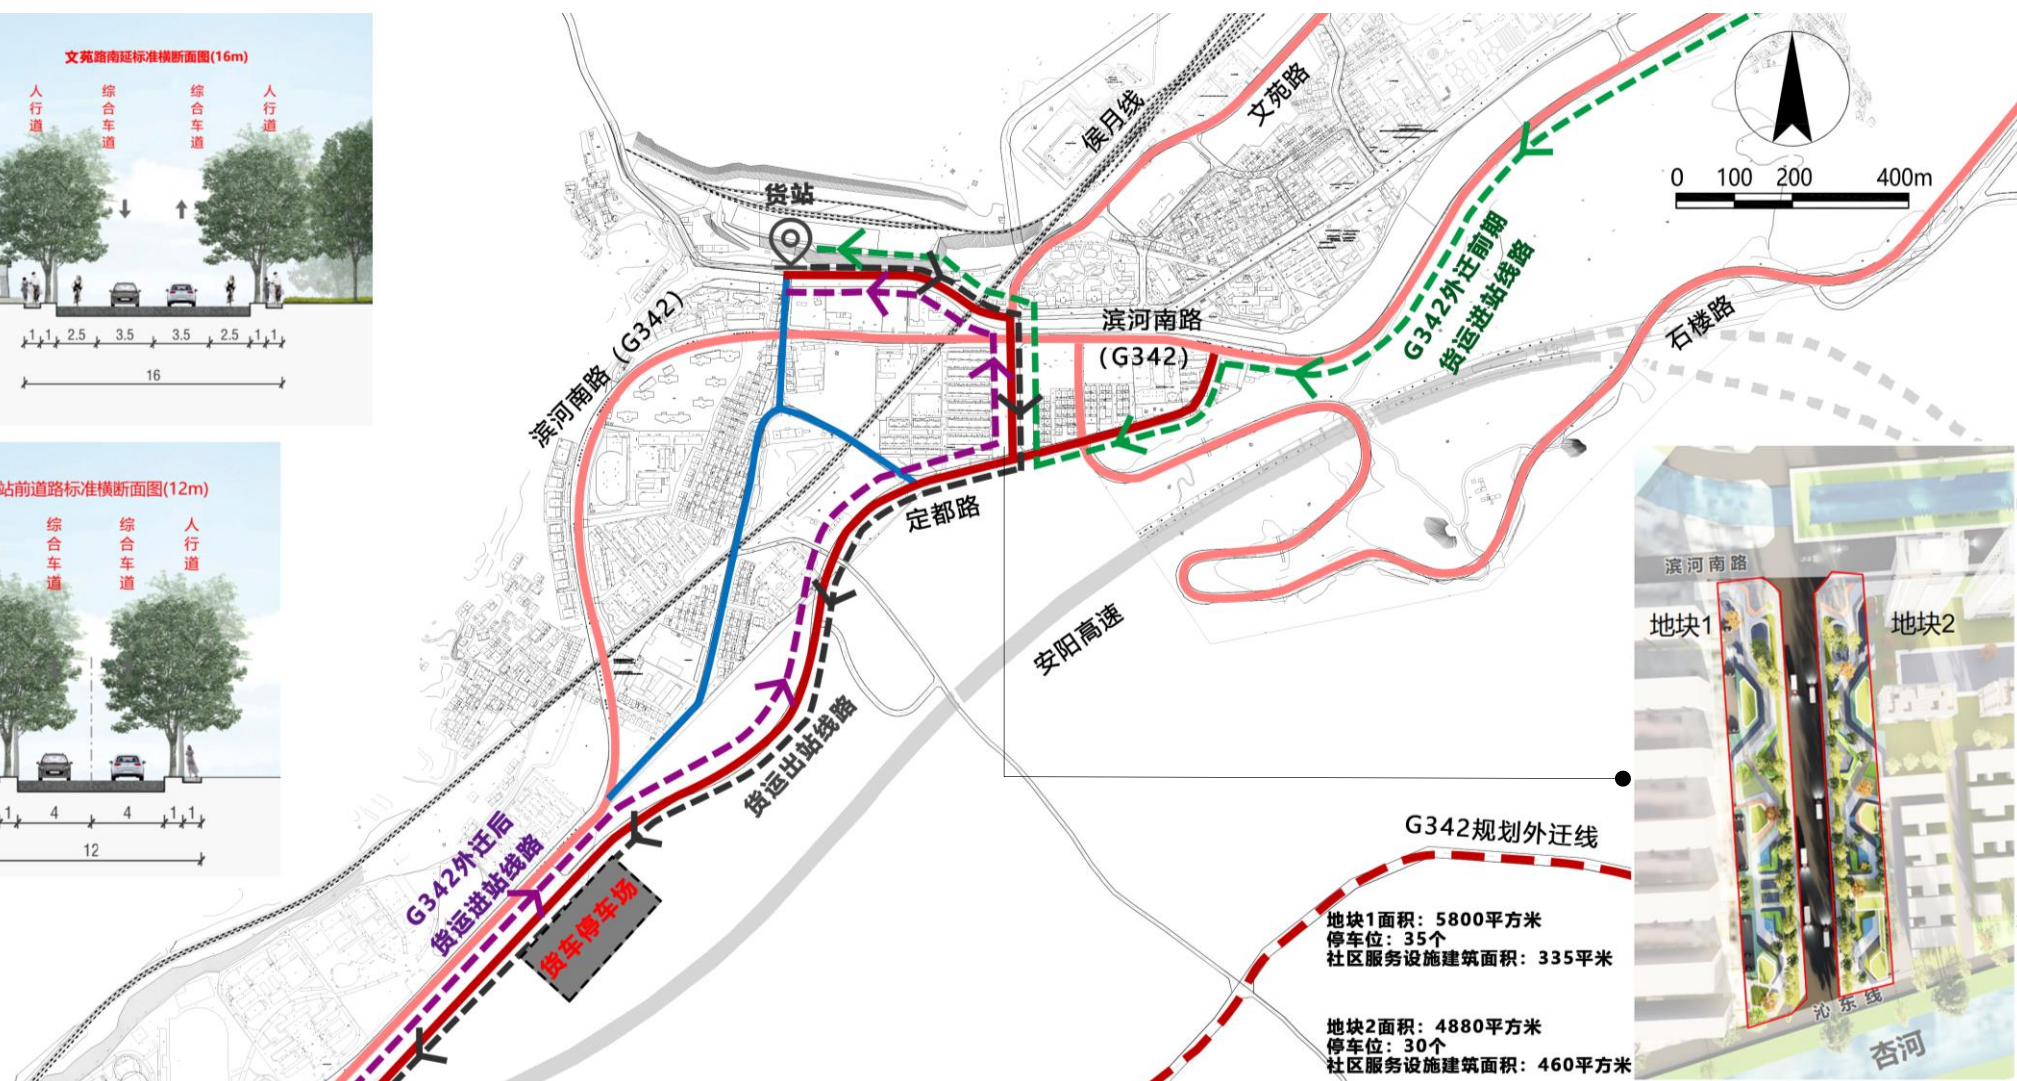 文苑路南延标准横断面图(16m)
人行道
综合车道
综合车道
人行道
1 1 2.5 3.5 3.5 2.5 1 1
16
站前道路标准横断面图(12m)
综合车道
综合车道
人行道
1 4 4 1 1
12
货站
侯月线
文苑路
滨河南路（G342）
滨河南路
（G342）
G342外迁前期
货运进站线路
石楼路
0 100 200 400m
定都路
安阳高速
货运出站线路
G342外迁后
货运进站线路
货车停车场
G342规划外迁线
地块1面积：5800平方米
停车位：35个
社区服务设施建筑面积：335平米
地块2面积：4880平方米
停车位：30个
社区服务设施建筑面积：460平方米
滨河南路
地块1
地块2
沁东线
杏河